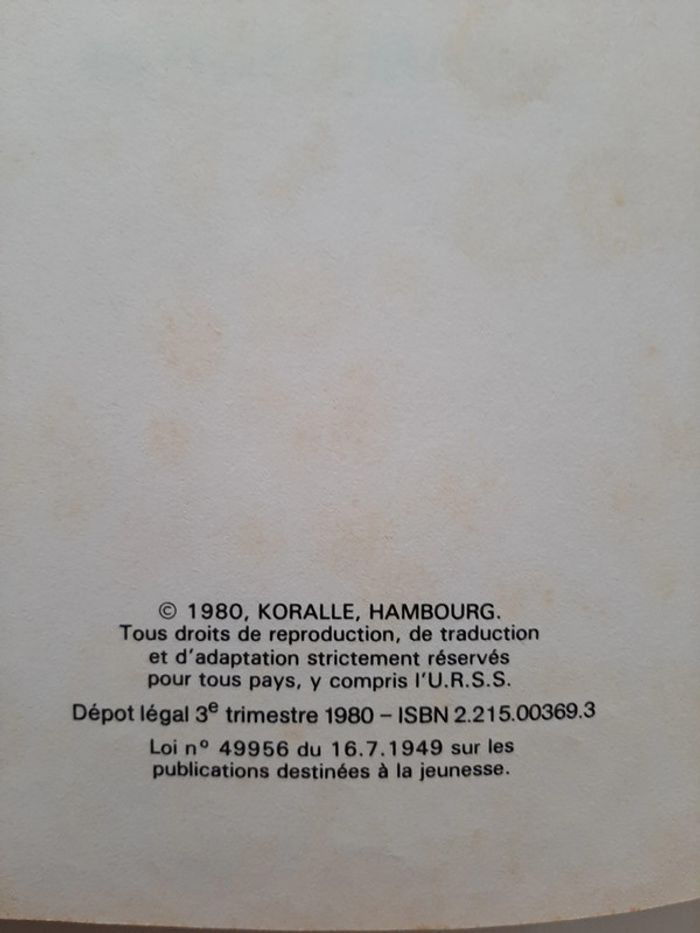 © 1980, KORALLE, HAMBOURG.
Tous droits de reproduction, de traduction
et d'adaptation strictement réservés
pour tous pays, y compris l'U.R.S.S.
Dépot légal 3e trimestre 1980 – ISBN 2.215.00369.3
Loi nº 49956 du 16.7.1949 sur les
publications destinées à la jeunesse.